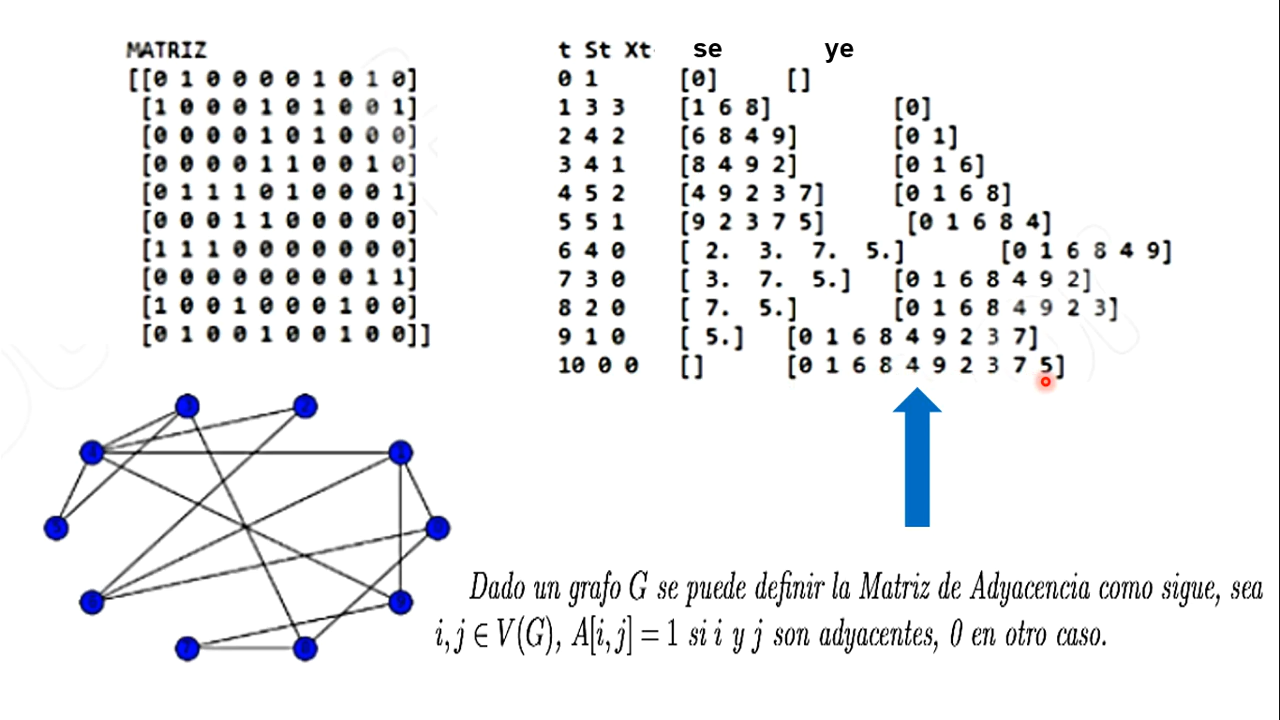 MATRIZ
[[0 1 0 0 0 0 1 0 1 0]
[1 0 0 0 1 0 1 0 0 1]
[0 0 0 0 1 0 1 0 0 0]
[0 0 0 0 1 1 0 0 1 0]
[0 1 1 1 0 1 0 0 0 1]
[0 0 0 1 1 0 0 0 0 0]
[1 1 1 0 0 0 0 0 0 0]
[0 0 0 0 0 0 0 0 1 1]
[1 0 0 1 0 0 0 1 0 0]
[0 1 0 0 1 0 0 1 0 0]]
t St Xt se ye
0 1 [0] []
1 3 3 [1 6 8] [0]
2 4 2 [6 8 4 9] [0 1]
3 4 1 [8 4 9 2] [0 1 6]
4 5 2 [4 9 2 3 7] [0 1 6 8]
5 5 1 [9 2 3 7 5] [0 1 6 8 4]
6 4 0 [ 2. 3. 7. 5.] [0 1 6 8 4 9]
7 3 0 [ 3. 7. 5.] [0 1 6 8 4 9 2]
8 2 0 [ 7. 5.] [0 1 6 8 4 9 2 3]
9 1 0 [ 5.] [0 1 6 8 4 9 2 3 7]
10 0 0 [] [0 1 6 8 4 9 2 3 7 5]
3
2
4
1
5
0
6
9
7
8
Dado un grafo G se puede definir la Matriz de Adyacencia como sigue, sea
i, j ∈ V(G), A[i, j] = 1 si i y j son adyacentes, 0 en otro caso.